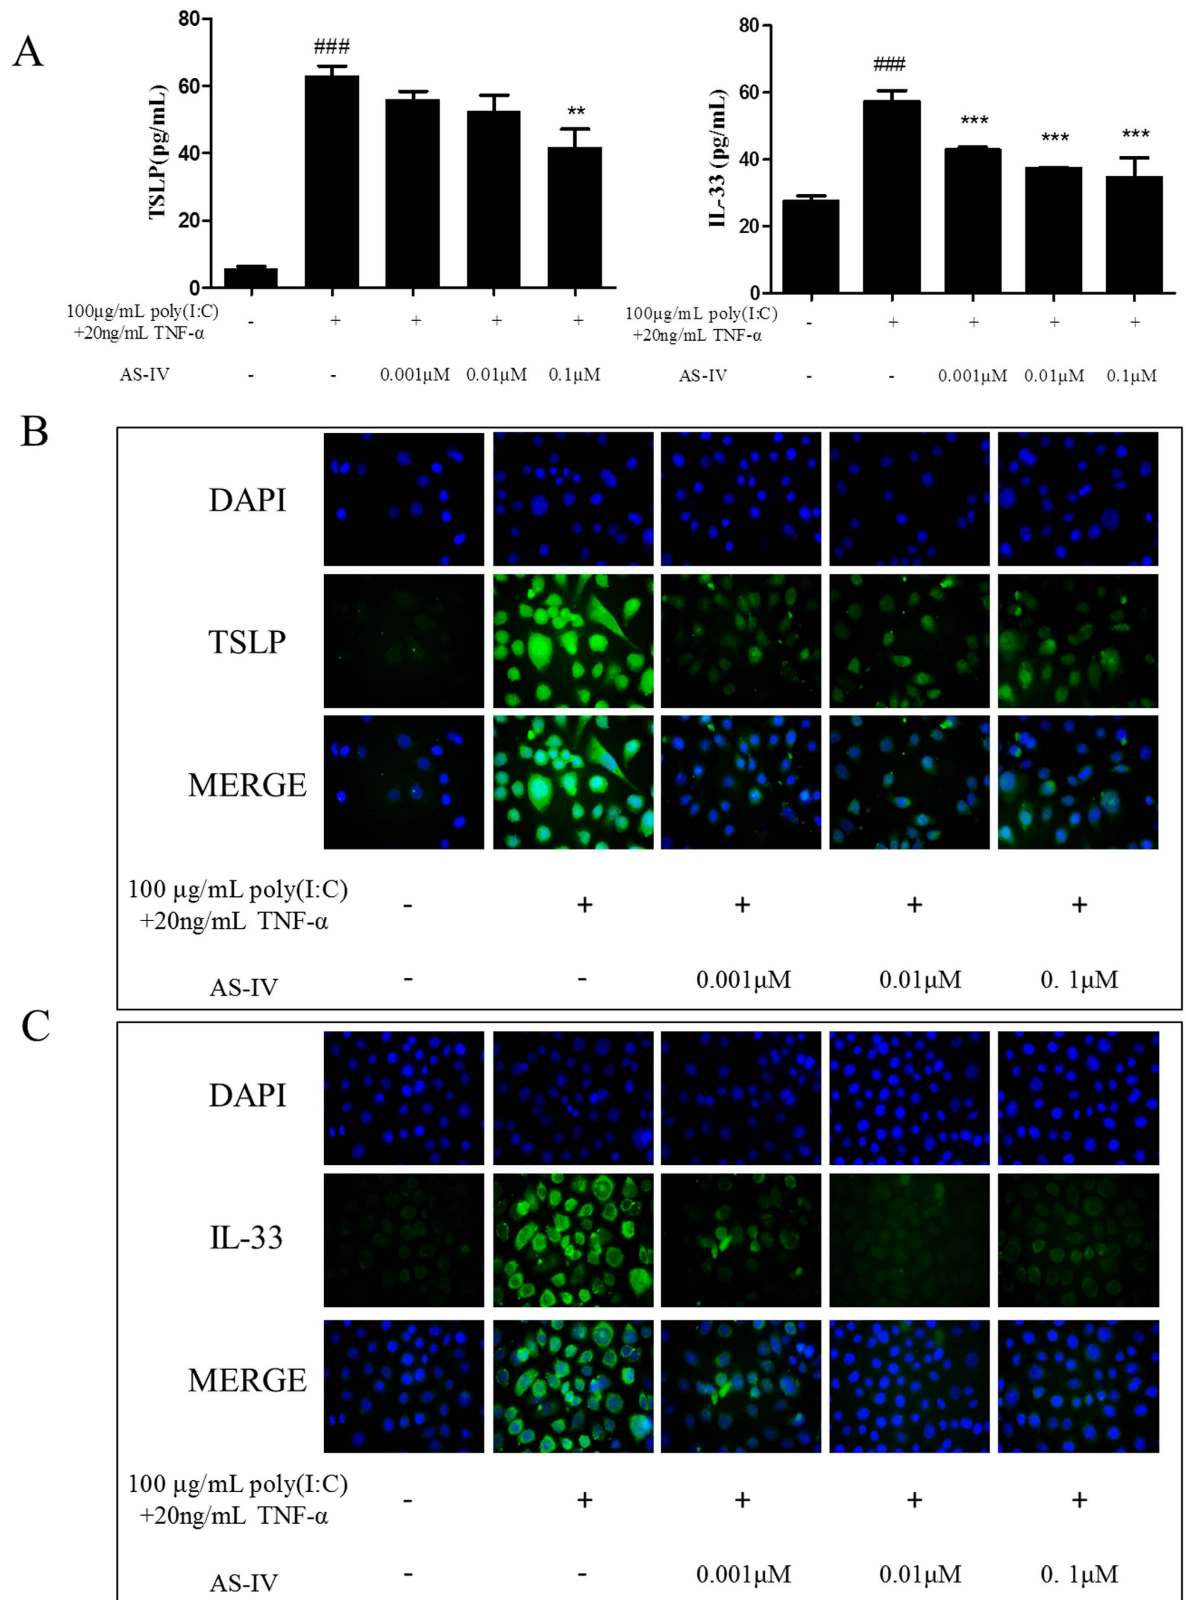 A
TSLP(pg/mL)
80
60
40
20
0
###
**
100µg/mL poly(I:C)
+20ng/mL TNF-α
- + + + +
AS-IV
- - 0.001µM 0.01µM 0.1µM
IL-33 (pg/mL)
80
60
40
20
0
###
***
***
***
100µg/mL poly(I:C)
+20ng/mL TNF-α
- + + + +
AS-IV
- - 0.001µM 0.01µM 0.1µM
B
DAPI
TSLP
MERGE
100 µg/mL poly(I:C)
+20ng/mL TNF-α
- + + + +
AS-IV
- - 0.001µM 0.01µM 0. 1µM
C
DAPI
IL-33
MERGE
100 µg/mL poly(I:C)
+20ng/mL TNF-α
- + + + +
AS-IV
- - 0.001µM 0.01µM 0. 1µM